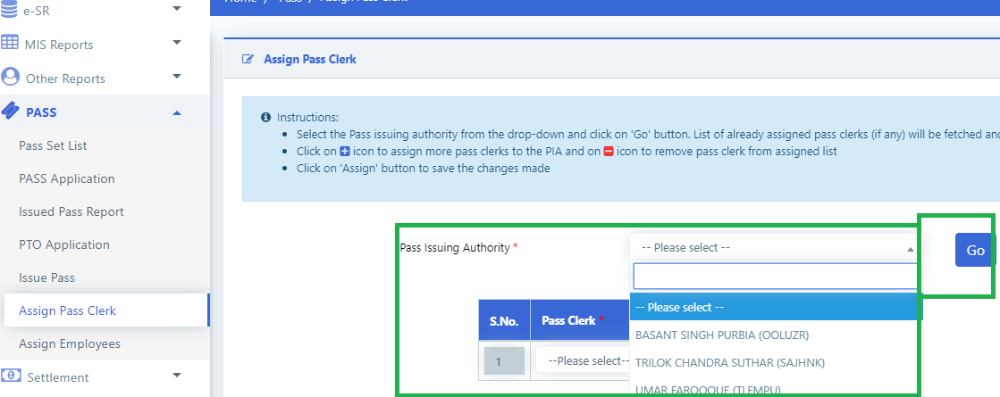 e-SR
MIS Reports
Other Reports
PASS
Pass Set List
PASS Application
Issued Pass Report
PTO Application
Issue Pass
Assign Pass Clerk
Assign Employees
Settlement
Home / Pass / Assign Pass Clerk
Assign Pass Clerk
Instructions:
Select the Pass issuing authority from the drop-down and click on 'Go' button. List of already assigned pass clerks (if any) will be fetched and
Click on icon to assign more pass clerks to the PIA and on icon to remove pass clerk from assigned list
Click on 'Assign' button to save the changes made
Pass Issuing Authority *
-- Please select --
Go
-- Please select --
BASANT SINGH PURBIA (OOLUZR)
TRILOK CHANDRA SUTHAR (SAJHNK)
UMAR FAROOQUE (TLEMPU)
S.No. Pass Clerk *
1 --Please select--